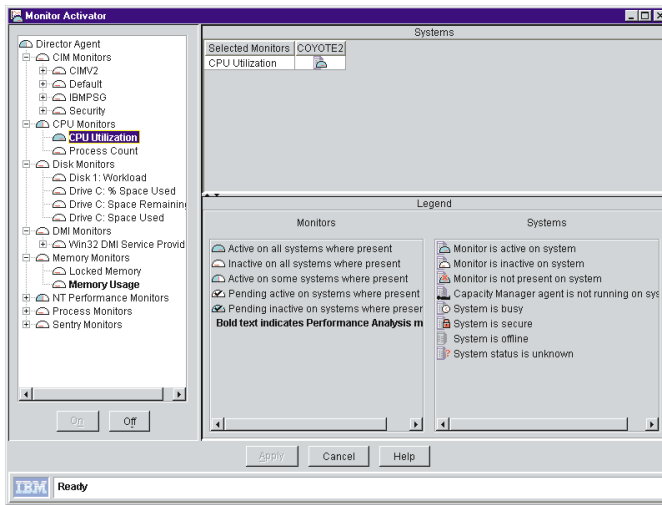 Monitor Activator
Director Agent
CIM Monitors
CIMV2
Default
IBMPSG
Security
CPU Monitors
CPU Utilization
Process Count
Disk Monitors
Disk 1: Workload
Drive C: % Space Used
Drive C: Space Remaining
Drive C: Space Used
DMI Monitors
Win32 DMI Service Provid
Memory Monitors
Locked Memory
Memory Usage
NT Performance Monitors
Process Monitors
Sentry Monitors
On Off
Systems
Selected Monitors COYOTE2
CPU Utilization
Legend
Monitors
Active on all systems where present
Inactive on all systems where present
Active on some systems where present
Pending active on systems where present
Pending inactive on systems where preser
Bold text indicates Performance Analysis m
Systems
Monitor is active on system
Monitor is inactive on system
Monitor is not present on system
Capacity Manager agent is not running on sys
System is busy
System is secure
System is offline
System status is unknown
Apply Cancel Help
IBM Ready